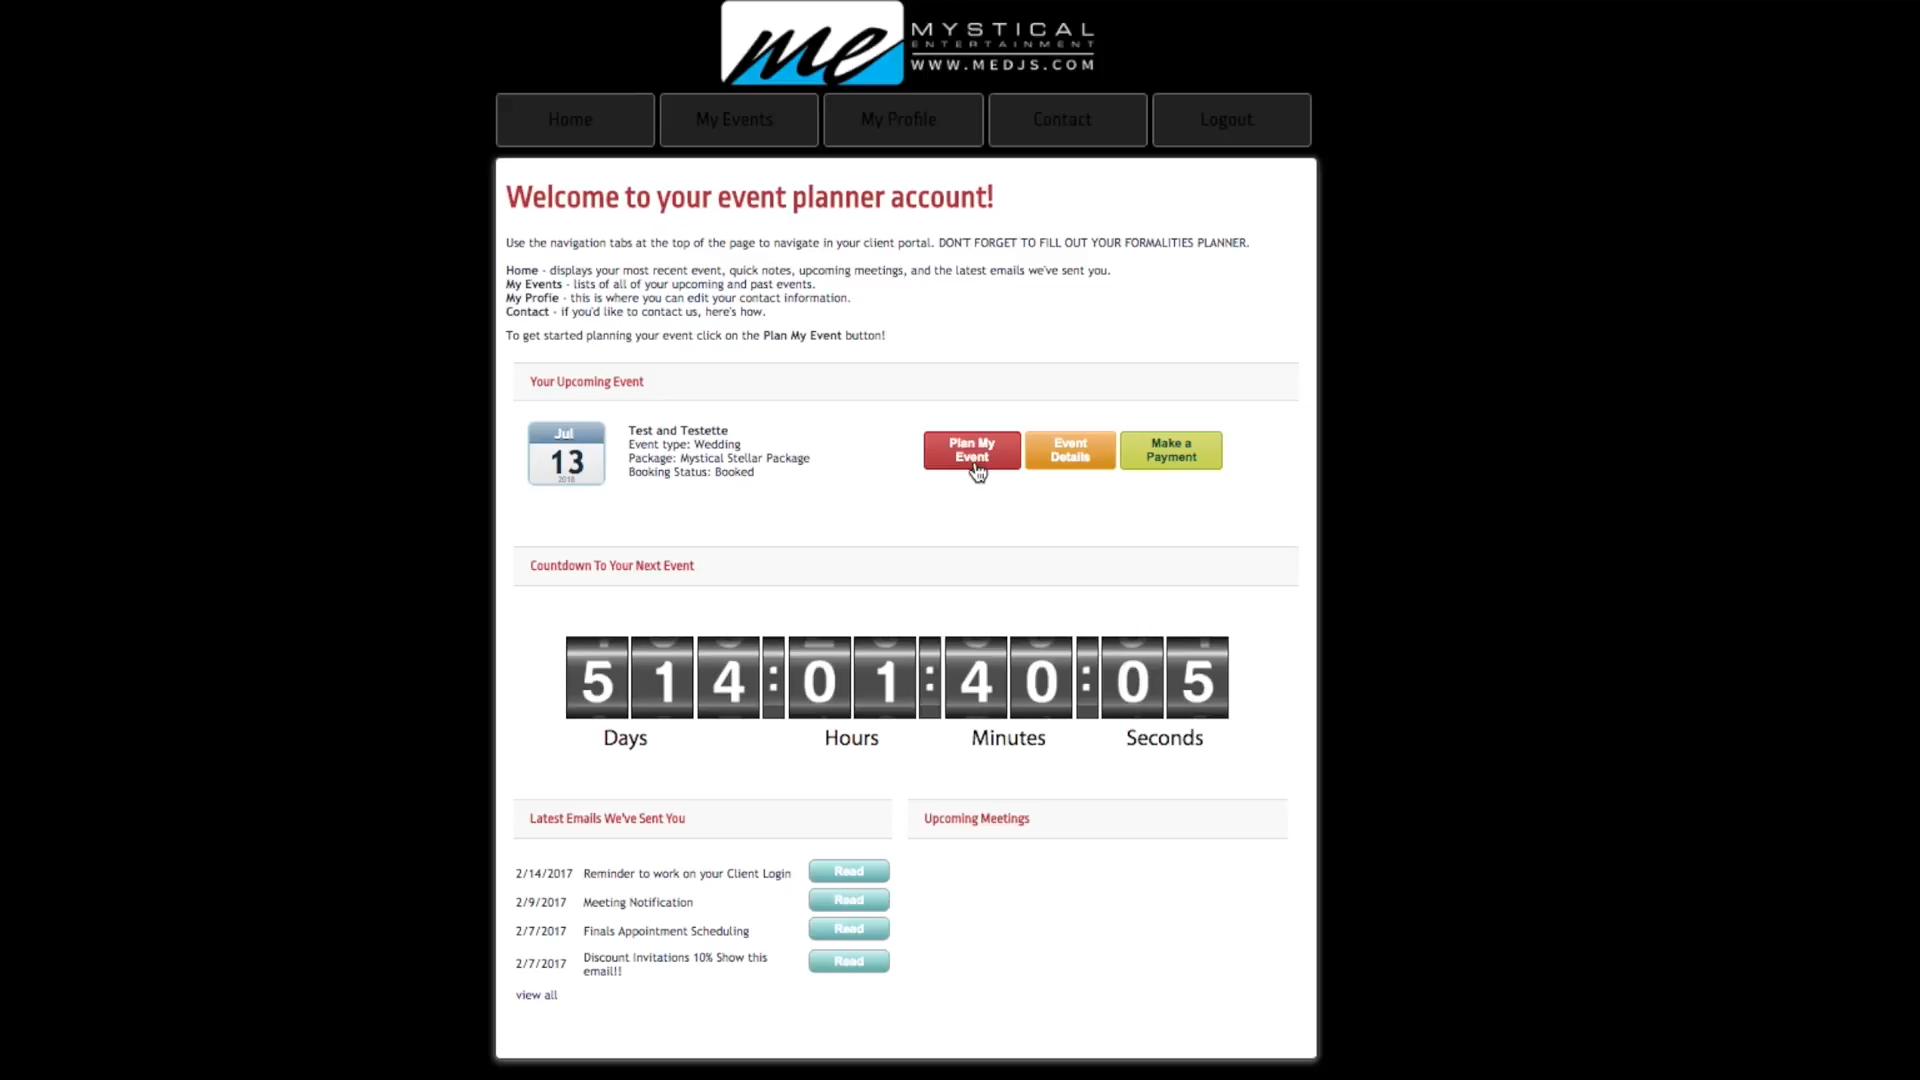 me MYSTICAL
ENTERTAINMENT
WWW.MEDJS.COM
Home My Events My Profile Contact Logout
Welcome to your event planner account!
Use the navigation tabs at the top of the page to navigate in your client portal. DON'T FORGET TO FILL OUT YOUR FORMALITIES PLANNER.
Home - displays your most recent event, quick notes, upcoming meetings, and the latest emails we've sent you.
My Events - lists of all of your upcoming and past events.
My Profie - this is where you can edit your contact information.
Contact - if you'd like to contact us, here's how.
To get started planning your event click on the Plan My Event button!
Your Upcoming Event
Jul
13
2018
Test and Testette
Event type: Wedding
Package: Mystical Stellar Package
Booking Status: Booked
Plan My
Event
Event
Details
Make a
Payment
Countdown To Your Next Event
514:01:40:05
Days Hours Minutes Seconds
Latest Emails We've Sent You
2/14/2017 Reminder to work on your Client Login Read
2/9/2017 Meeting Notification Read
2/7/2017 Finals Appointment Scheduling Read
2/7/2017 Discount Invitations 10% Show this
email!! Read
view all
Upcoming Meetings